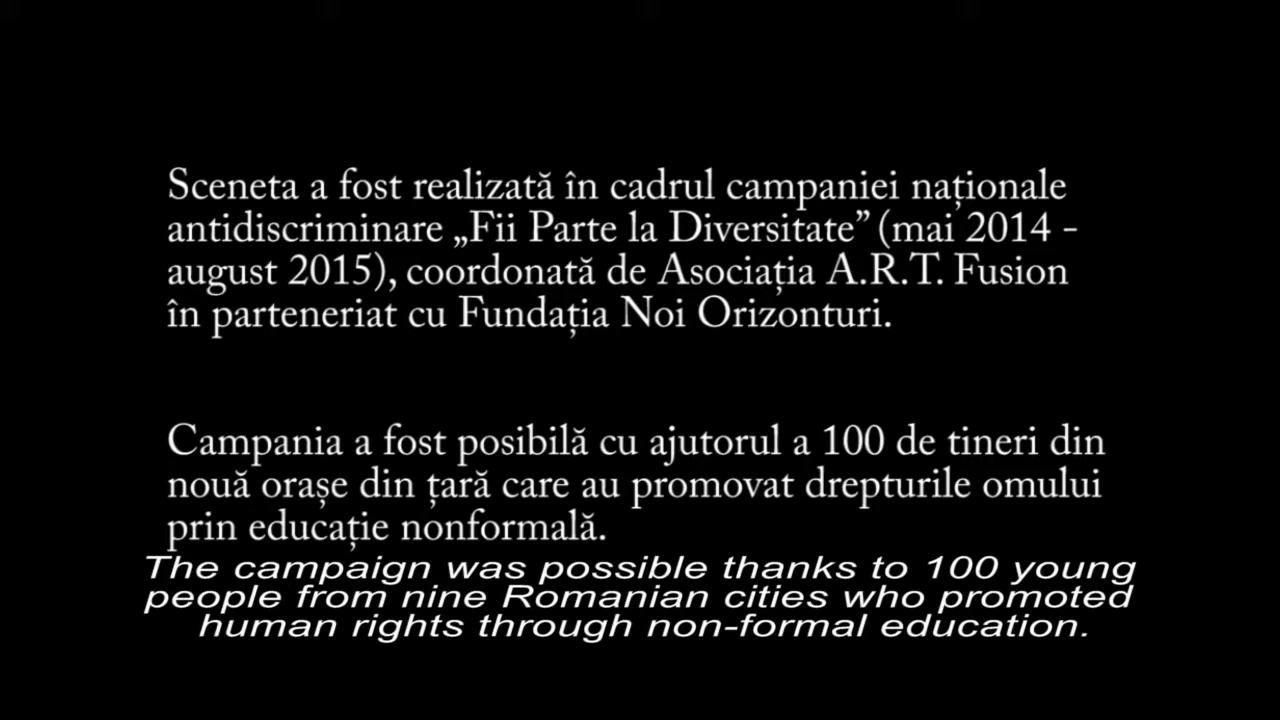 Sceneta a fost realizată în cadrul campaniei naționale
antidiscriminare „Fii Parte la Diversitate” (mai 2014 -
august 2015), coordonată de Asociația A.R.T. Fusion
în parteneriat cu Fundația Noi Orizonturi.
Campania a fost posibilă cu ajutorul a 100 de tineri din
nouă orașe din țară care au promovat drepturile omului
prin educație nonformală.
The campaign was possible thanks to 100 young
people from nine Romanian cities who promoted
human rights through non-formal education.